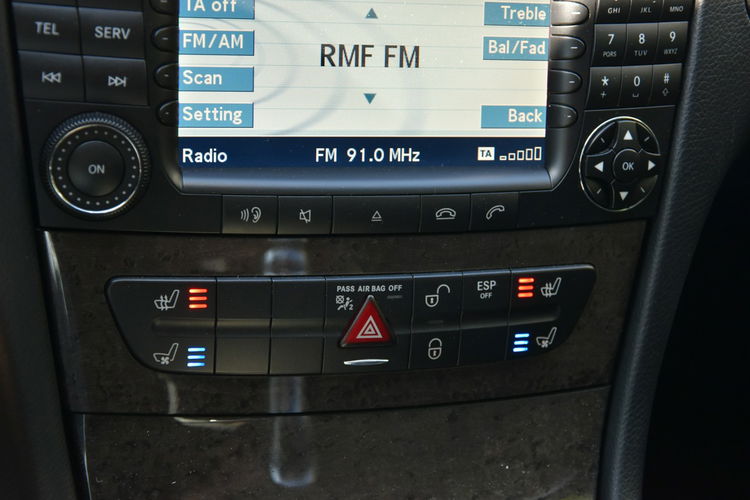 TA off
Treble
GHI JKL MNO
TEL SERV
FM/AM
RMF FM
Bal/Fad
7 8 9
PQRS TUV WXYZ
Scan
* 0 #
+
Setting
Back
Radio FM 91.0 MHz TA
ON
OK
PASS AIR BAG OFF
2
ESP
OFF